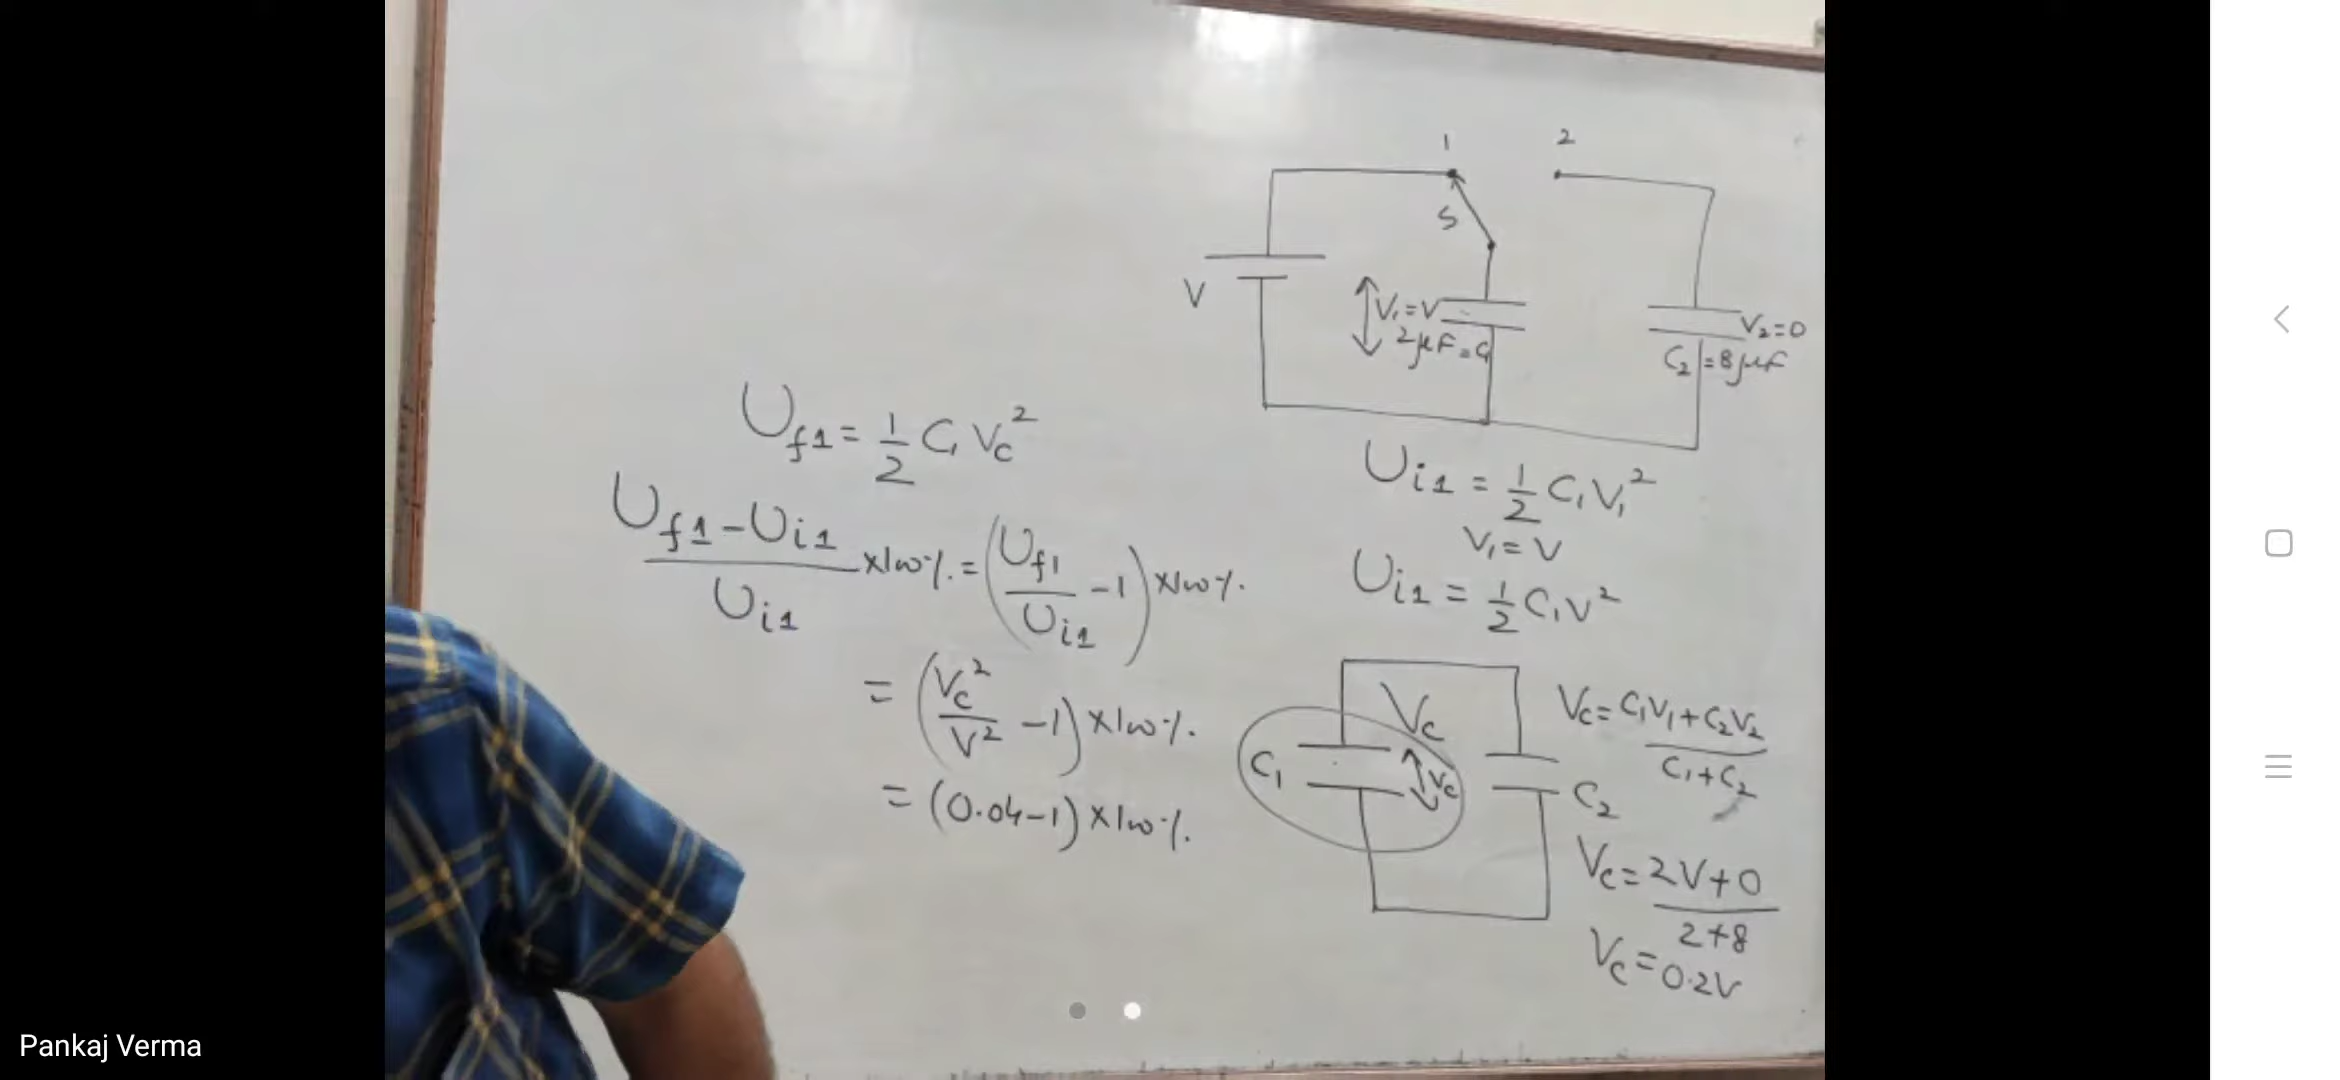 1 2
S
V
V₁=V
2μF=C₁
V₂=0
C₂=8μF
U_f1 = 1/2 C₁ V_c²
(U_f1 - U_i1)/U_i1 ×100% = (U_f1/U_i1 - 1) ×100%
= (V_c²/V² - 1) ×100%
= (0.04-1) ×100%
U_i1 = 1/2 C₁V₁²
V₁ = V
U_i1 = 1/2 C₁V²
V_c
C₁
V_c
C₂
V_c = (C₁V₁+C₂V₂)/(C₁+C₂)
V_c = (2V+0)/(2+8)
V_c = 0.2V
Pankaj Verma